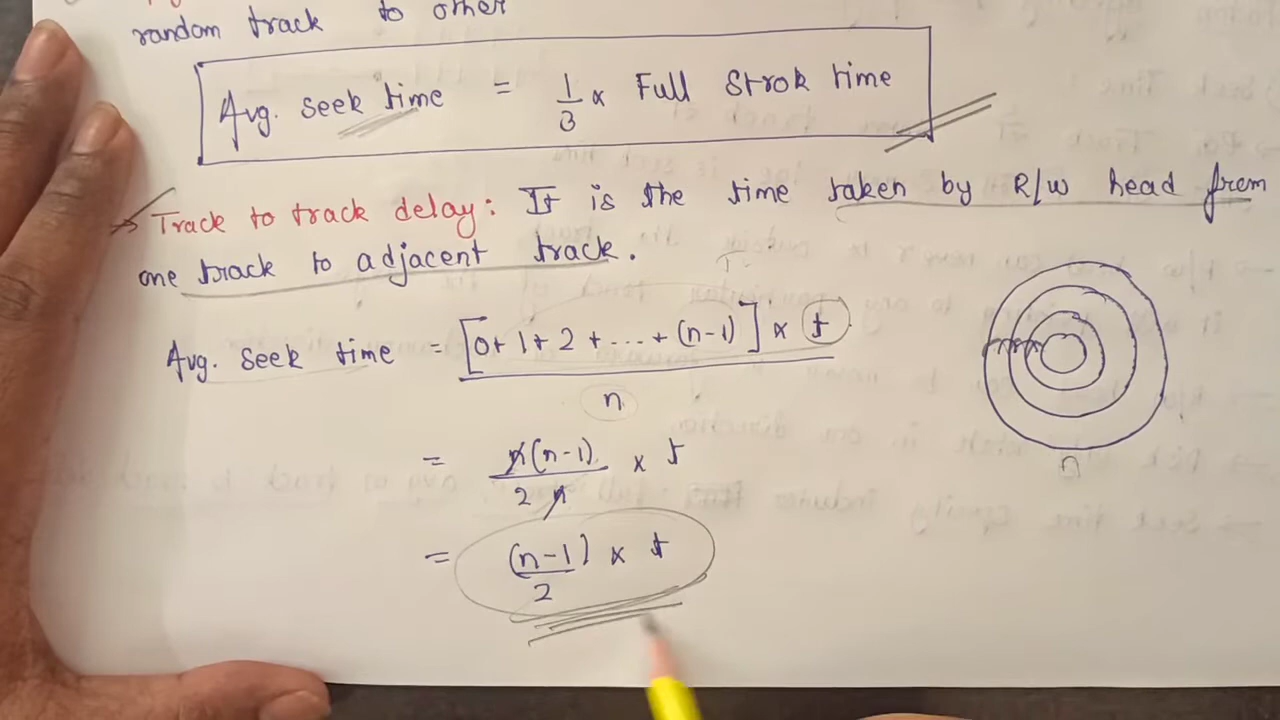 random track to other
Avg. seek time = 1/3 x Full Strok time
Track to track delay: It is the time taken by R/W head from
one track to adjacent track.
Avg. seek time = [0+1+2+...+(n-1)] x t
n
= n(n-1) x t
2 n
= (n-1) x t
2
n